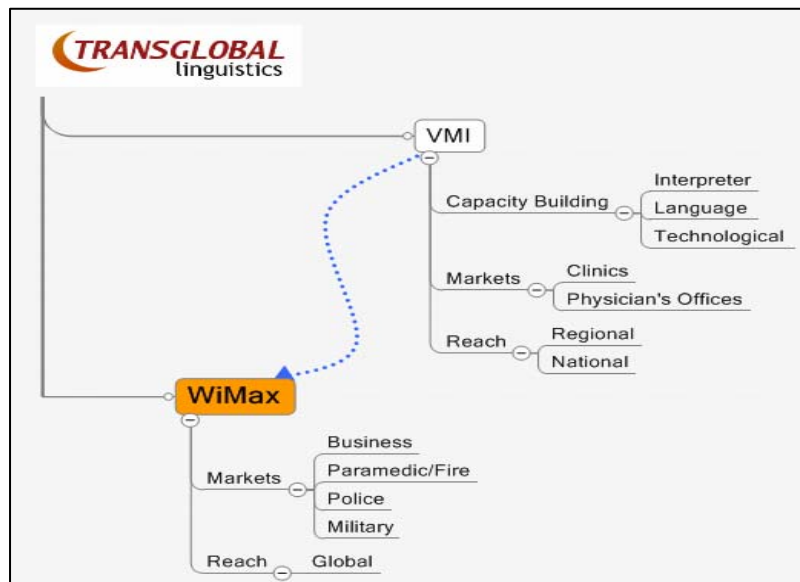 TRANSGLOBAL
linguistics
VMI
Capacity Building
Interpreter
Language
Technological
Markets
Clinics
Physician's Offices
Reach
Regional
National
WiMax
Markets
Business
Paramedic/Fire
Police
Military
Reach
Global